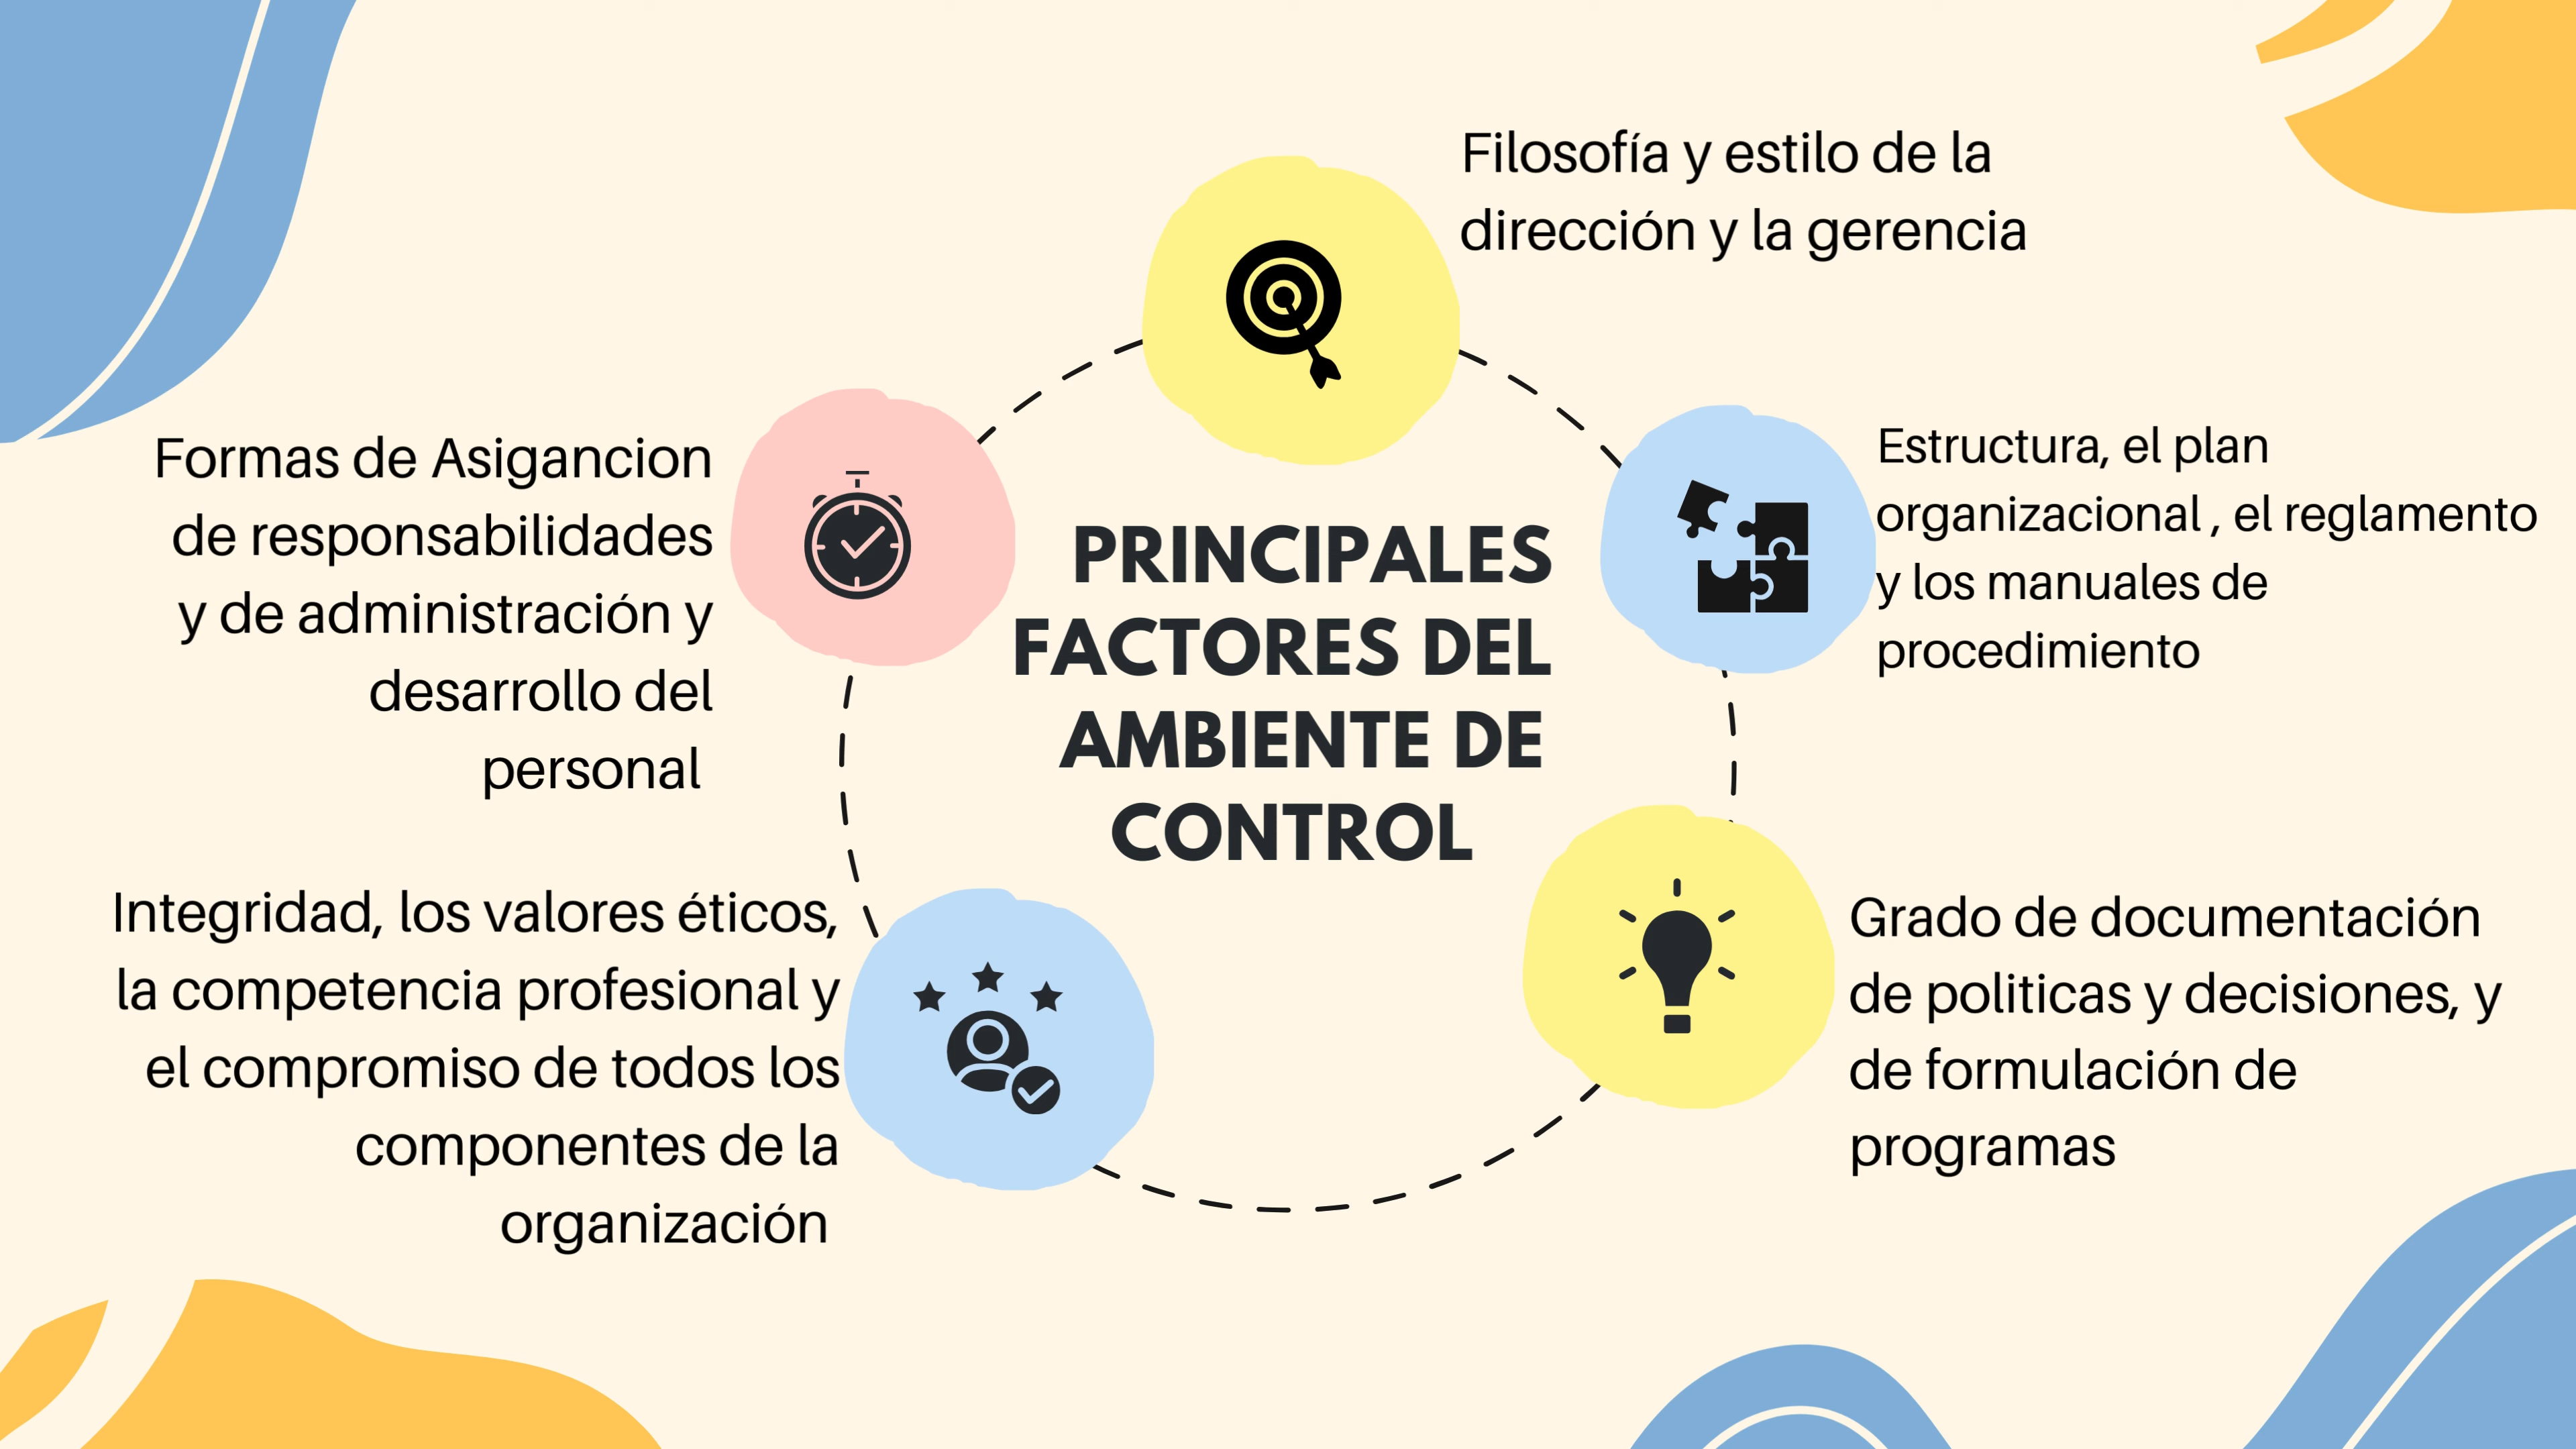 PRINCIPALES
FACTORES DEL
AMBIENTE DE
CONTROL
Filosofía y estilo de la
dirección y la gerencia
Estructura, el plan
organizacional , el reglamento
y los manuales de
procedimiento
Grado de documentación
de politicas y decisiones, y
de formulación de
programas
Integridad, los valores éticos,
la competencia profesional y
el compromiso de todos los
componentes de la
organización
Formas de Asigancion
de responsabilidades
y de administración y
desarrollo del
personal